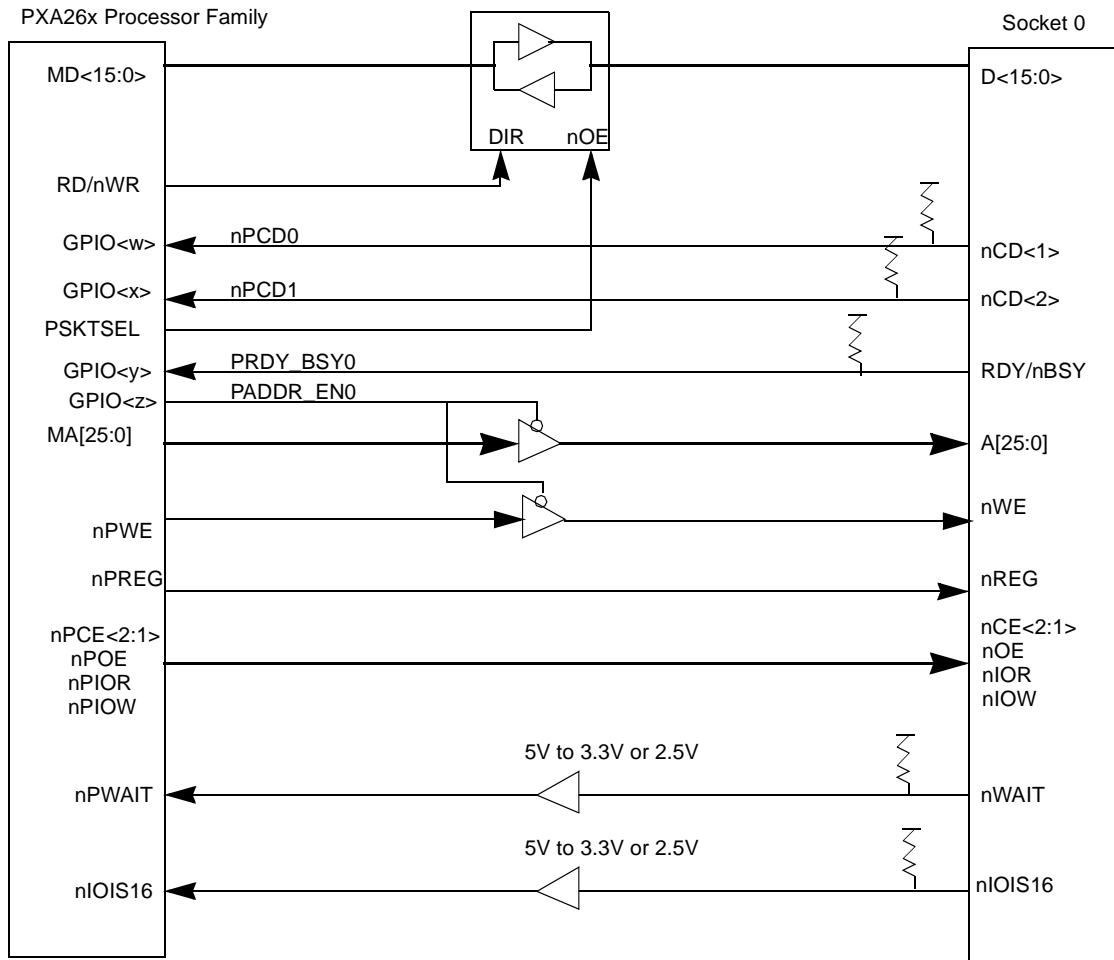 PXA26x Processor Family
Socket 0
MD<15:0>
D<15:0>
DIR nOE
RD/nWR
GPIO<w>
nPCD0
nCD<1>
GPIO<x>
nPCD1
nCD<2>
PSKTSEL
GPIO<y>
PRDY_BSY0
RDY/nBSY
GPIO<z>
PADDR_EN0
MA[25:0]
A[25:0]
nPWE
nWE
nPREG
nREG
nPCE<2:1>
nPOE
nPIOR
nPIOW
nCE<2:1>
nOE
nIOR
nIOW
5V to 3.3V or 2.5V
nPWAIT
nWAIT
5V to 3.3V or 2.5V
nIOIS16
nIOIS16